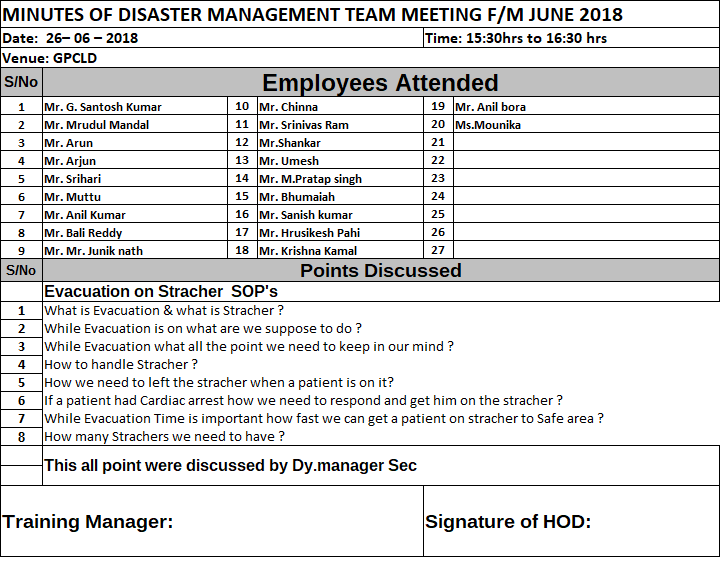 MINUTES OF DISASTER MANAGEMENT TEAM MEETING F/M JUNE 2018
Date:  26– 06 – 2018 Time: 15:30hrs to 16:30 hrs
Venue: GPCLD
S/No Employees Attended
1 Mr. G. Santosh Kumar 10 Mr. Chinna 19 Mr. Anil bora
2 Mr. Mrudul Mandal 11 Mr. Srinivas Ram 20 Ms.Mounika
3 Mr. Arun 12 Mr.Shankar 21
4 Mr. Arjun 13 Mr. Umesh 22
5 Mr. Srihari 14 Mr. M.Pratap singh 23
6 Mr. Muttu 15 Mr. Bhumaiah 24
7 Mr. Anil Kumar 16 Mr. Sanish kumar 25
8 Mr. Bali Reddy 17 Mr. Hrusikesh Pahi 26
9 Mr. Mr. Junik nath 18 Mr. Krishna Kamal 27
S/No Points Discussed
Evacuation on Stracher  SOP's
1 What is Evacuation & what is Stracher ?
2 While Evacuation is on what are we suppose to do ?
3 While Evacuation what all the point we need to keep in our mind ?
4 How to handle Stracher ?
5 How we need to left the stracher when a patient is on it?
6 If a patient had Cardiac arrest how we need to respond and get him on the stracher ?
7 While Evacuation Time is important how fast we can get a patient on stracher to Safe area ?
8 How many Strachers we need to have ?
This all point were discussed by Dy.manager Sec
Training Manager: Signature of HOD: